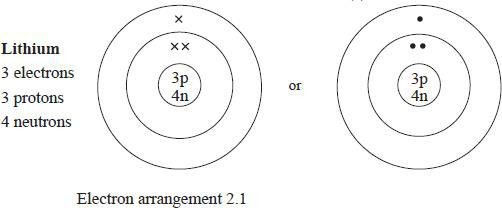 Lithium
3 electrons
3 protons
4 neutrons
3p
4n
or
3p
4n
Electron arrangement 2.1